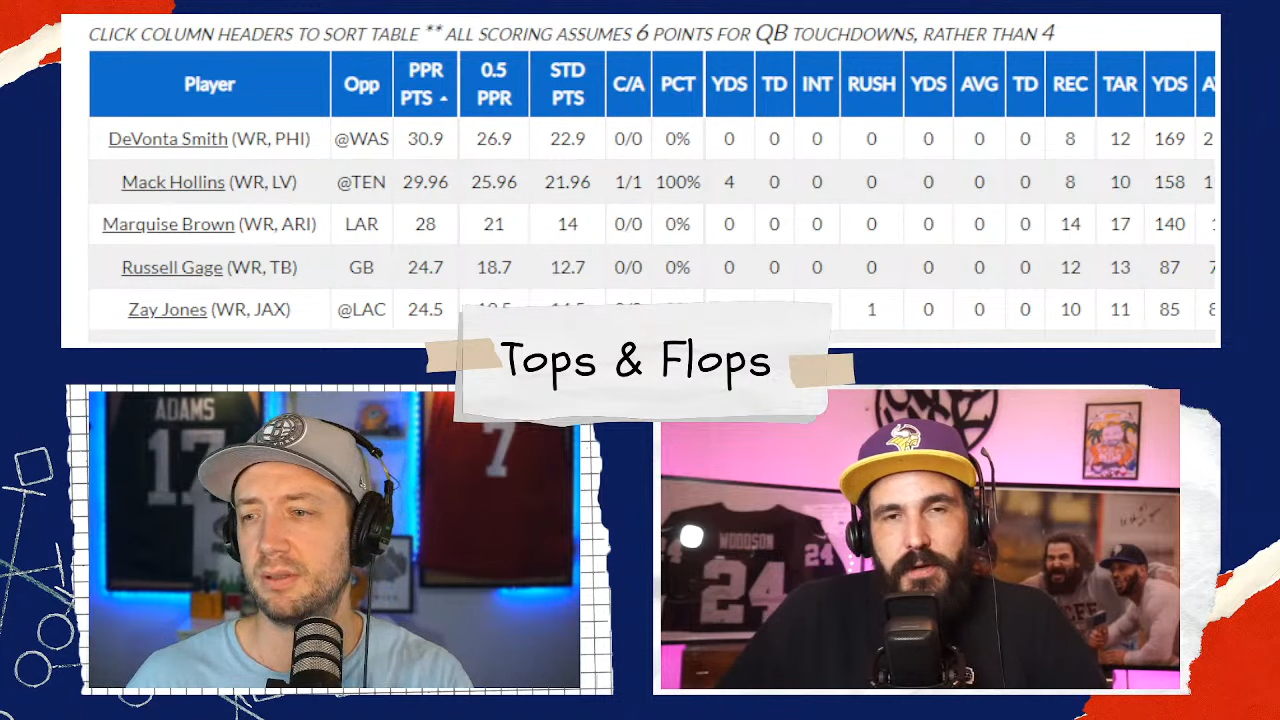 CLICK COLUMN HEADERS TO SORT TABLE ** ALL SCORING ASSUMES 6 POINTS FOR QB TOUCHDOWNS, RATHER THAN 4
Player Opp PPR PTS 0.5 PPR STD PTS C/A PCT YDS TD INT RUSH YDS AVG TD REC TAR YDS
DeVonta Smith (WR, PHI) @WAS 30.9 26.9 22.9 0/0 0% 0 0 0 0 0 0 0 8 12 169
Mack Hollins (WR, LV) @TEN 29.96 25.96 21.96 1/1 100% 4 0 0 0 0 0 0 8 10 158
Marquise Brown (WR, ARI) LAR 28 21 14 0/0 0% 0 0 0 0 0 0 0 14 17 140
Russell Gage (WR, TB) GB 24.7 18.7 12.7 0/0 0% 0 0 0 0 0 0 0 12 13 87
Zay Jones (WR, JAX) @LAC 24.5 1 0 0 0 10 11 85
Tops & Flops
ADAMS
17
7
WOODSON
24
24